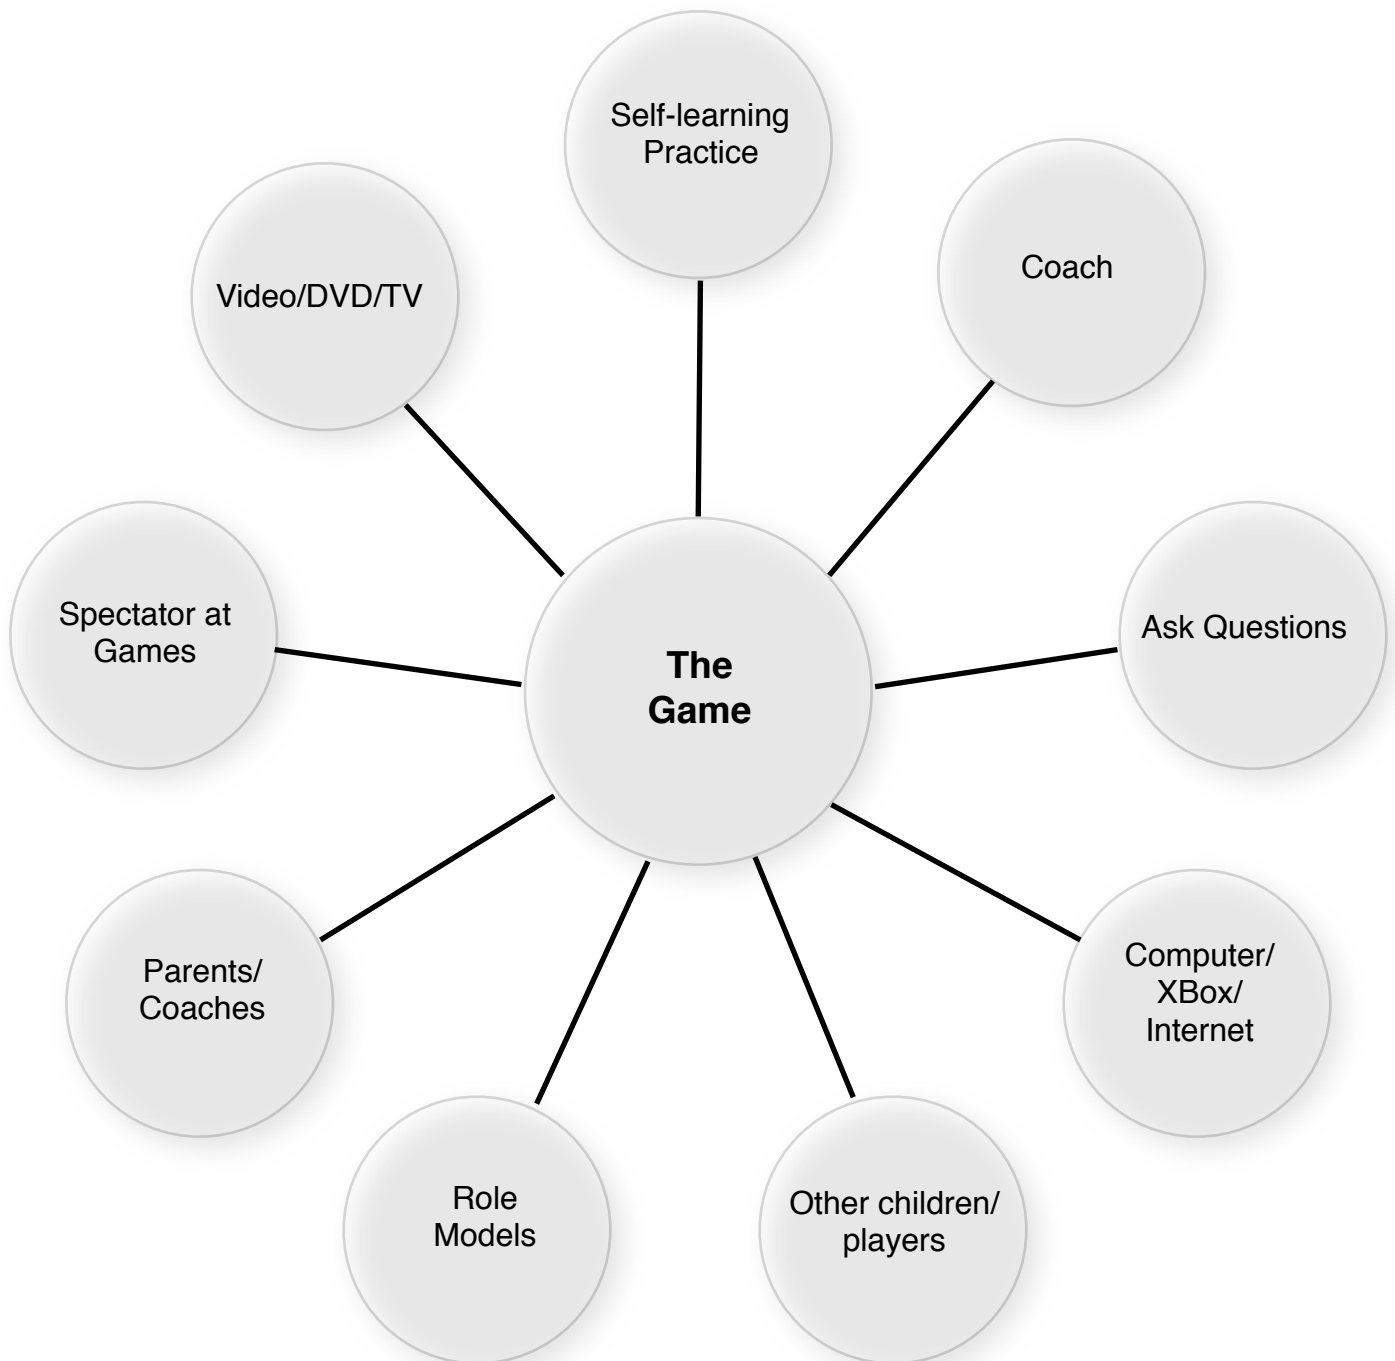 Self-learning
Practice
Coach
Video/DVD/TV
Spectator at
Games
Ask Questions
The
Game
Parents/
Coaches
Computer/
XBox/
Internet
Role
Models
Other children/
players